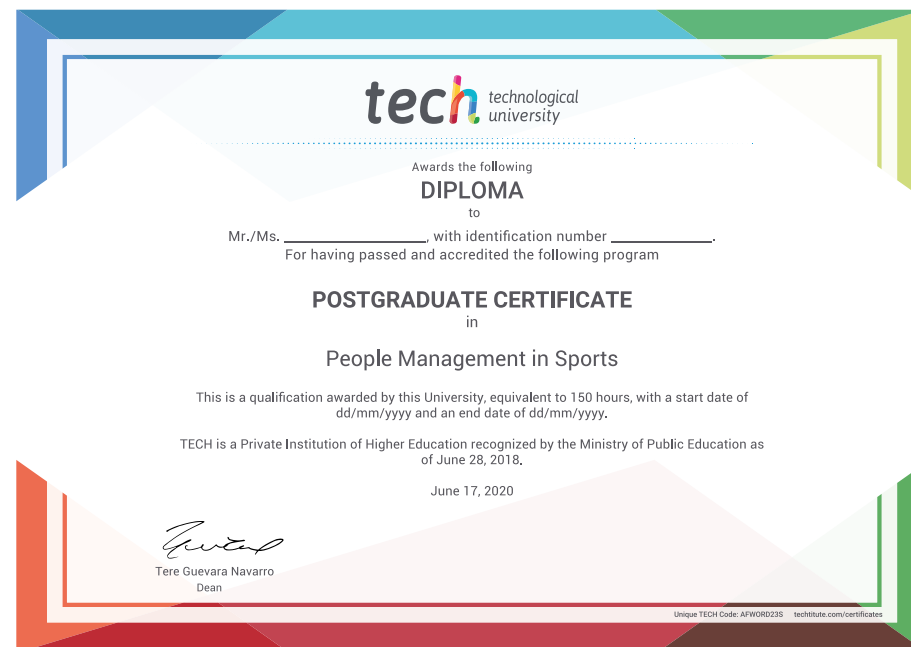 tech technological
university
Awards the following
DIPLOMA
to
Mr./Ms. ____________________, with identification number ______________.
For having passed and accredited the following program
POSTGRADUATE CERTIFICATE
in
People Management in Sports
This is a qualification awarded by this University, equivalent to 150 hours, with a start date of
dd/mm/yyyy and an end date of dd/mm/yyyy.
TECH is a Private Institution of Higher Education recognized by the Ministry of Public Education as
of June 28, 2018.
June 17, 2020
Tere Guevara Navarro
Dean
Unique TECH Code: AFWORD23S techtitute.com/certificates